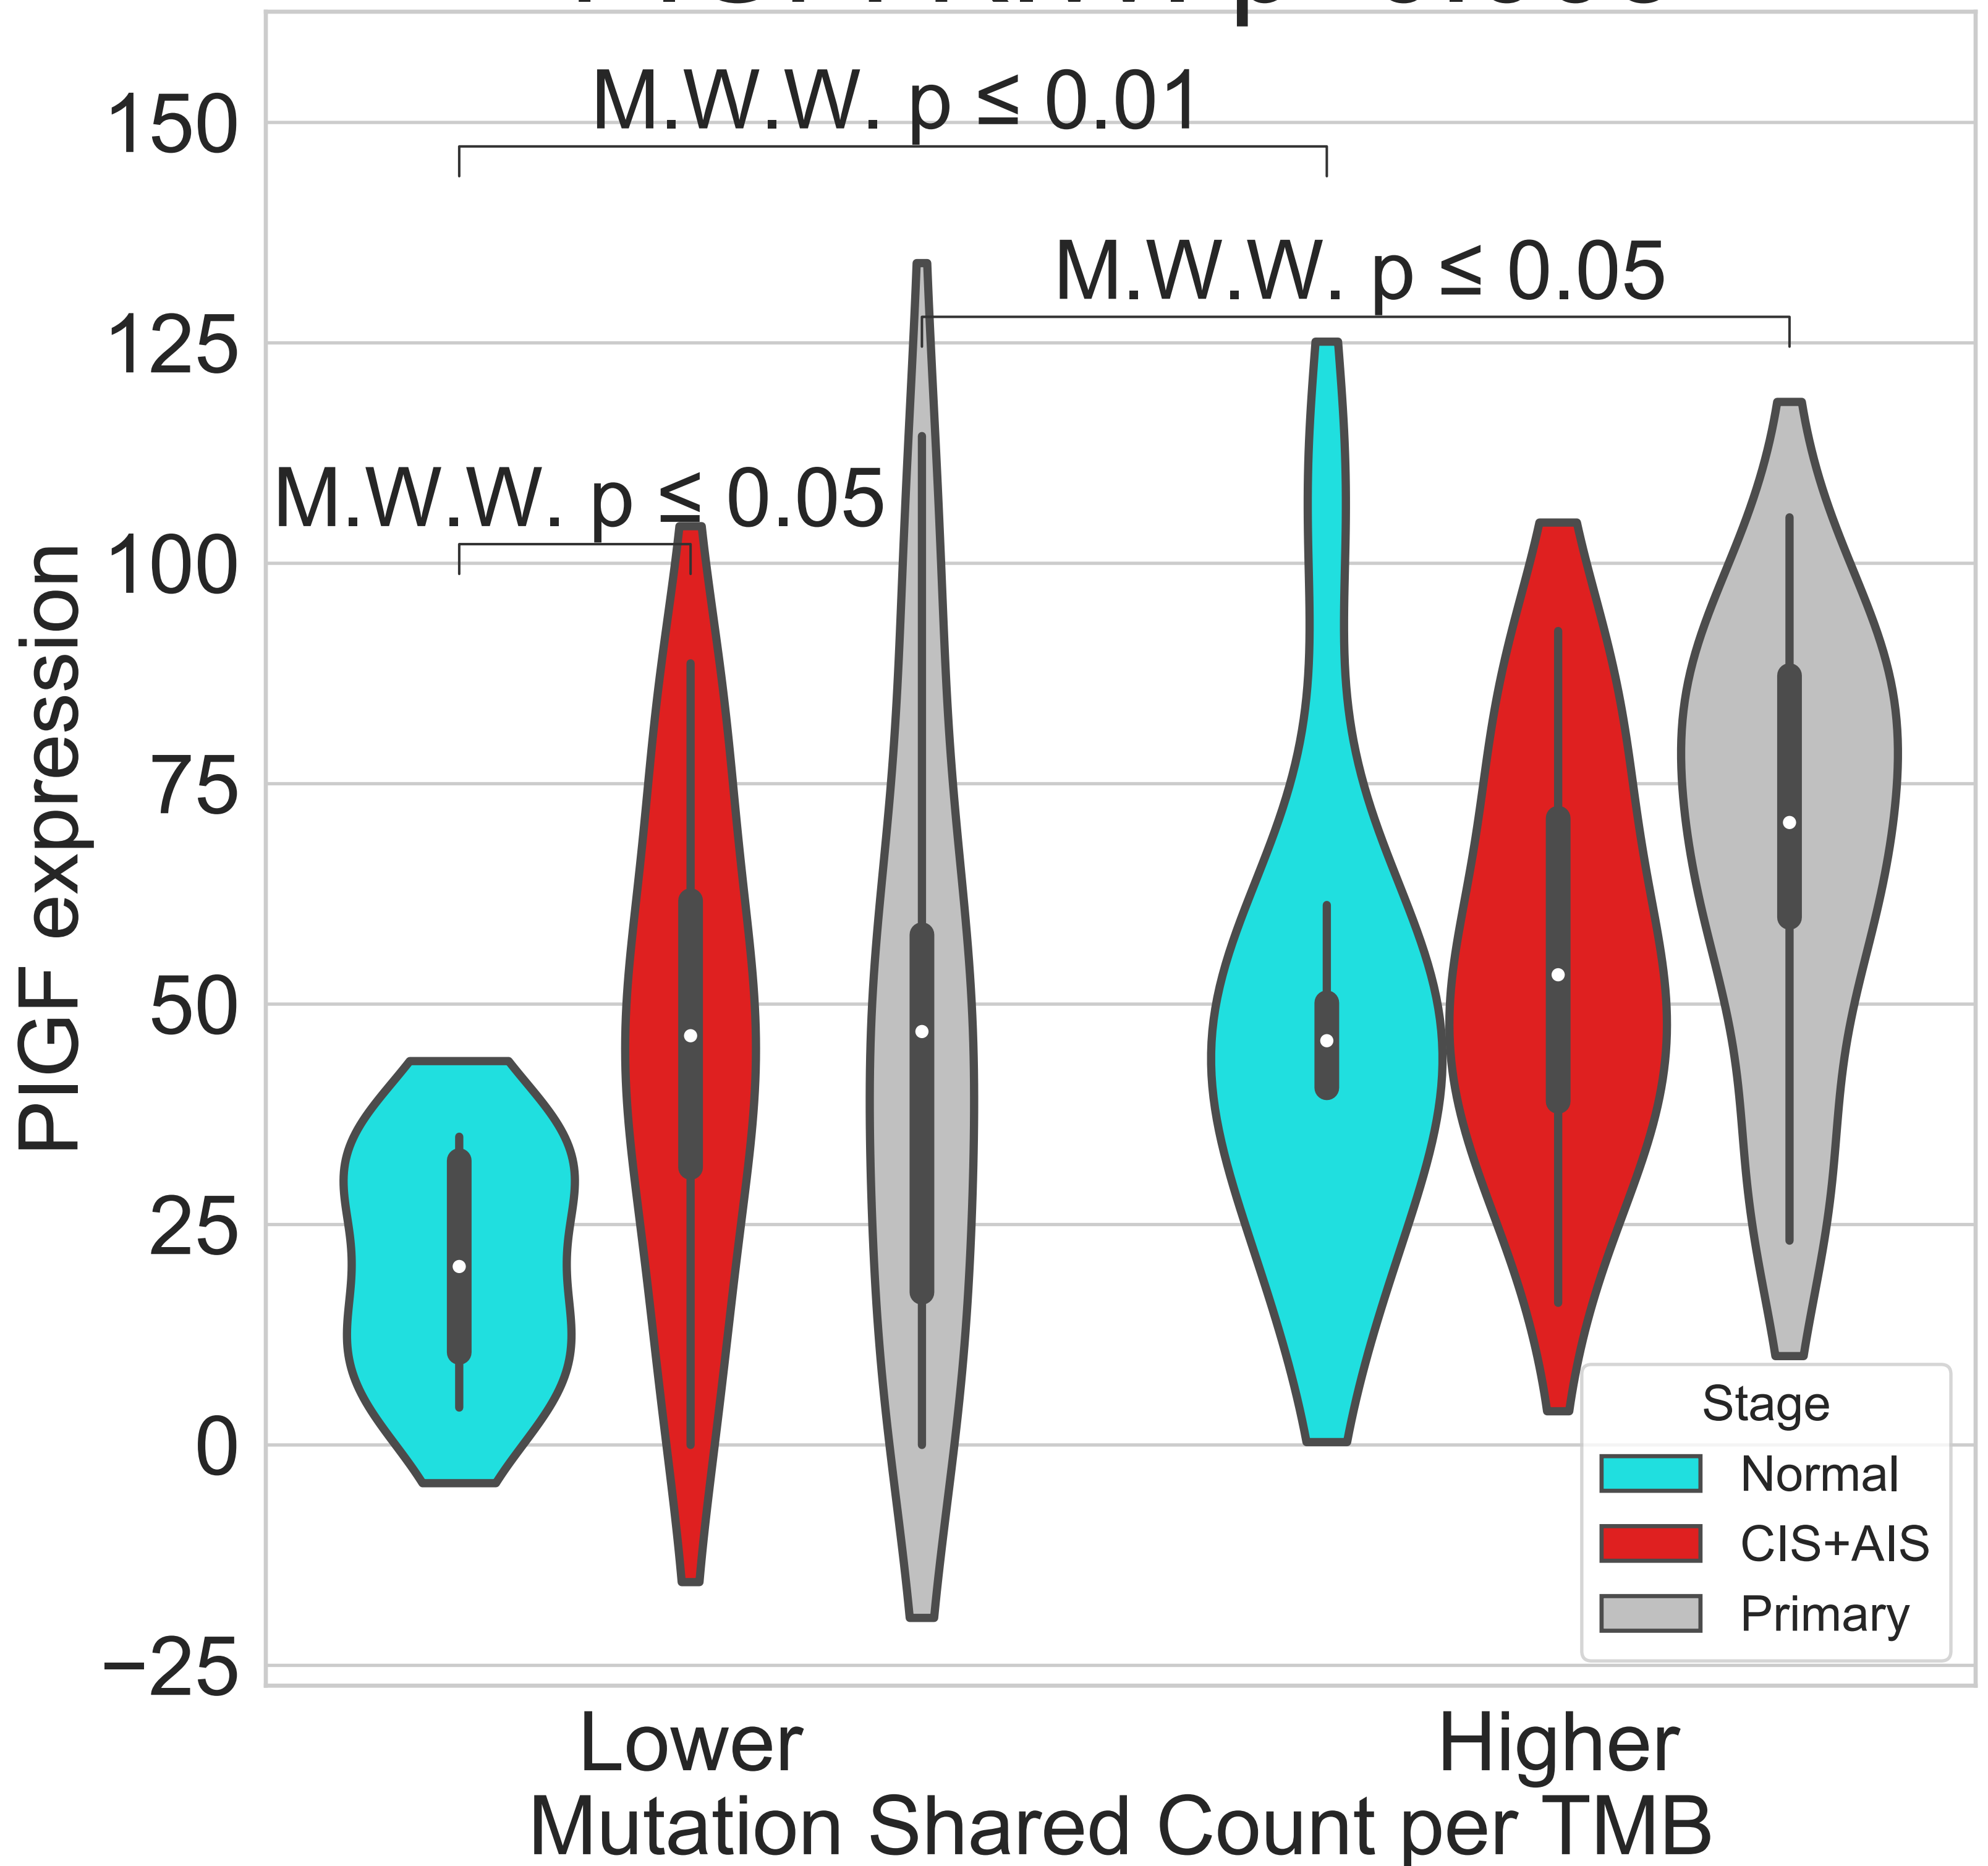 M.W.W. p ≤ 0.01
150
M.W.W. p ≤ 0.05
125
M.W.W. p ≤ 0.05
100
75
50
25
0
−25
PIGF expression
Stage
Normal
CIS+AIS
Primary
Lower Higher
Mutation Shared Count per TMB